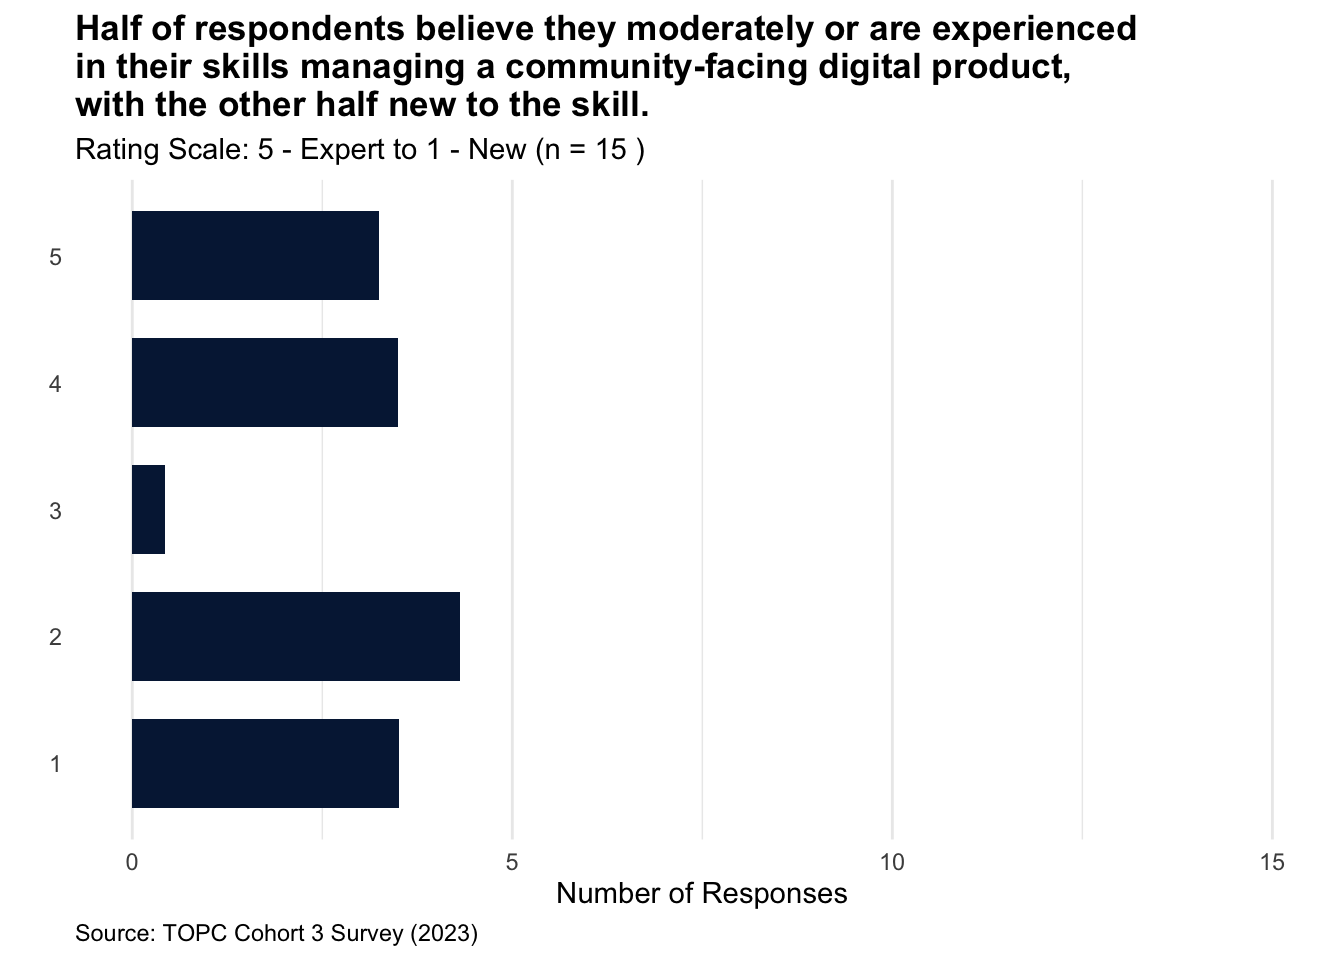 Half of respondents believe they moderately or are experienced
in their skills managing a community-facing digital product,
with the other half new to the skill.
Rating Scale: 5 - Expert to 1 - New (n = 15 )
5
4
3
2
1
0 5 10 15
Number of Responses
Source: TOPC Cohort 3 Survey (2023)